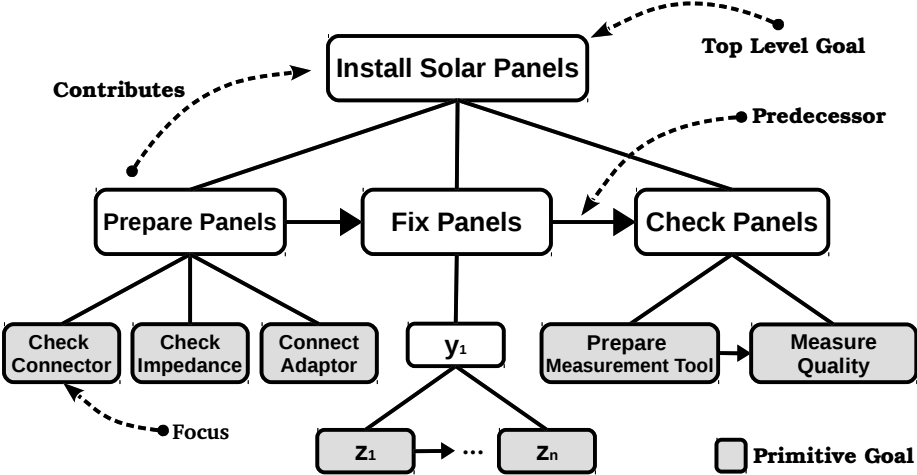 Top Level Goal
Install Solar Panels
Contributes
Predecessor
Prepare Panels
Fix Panels
Check Panels
Check
Connector
Check
Impedance
Connect
Adaptor
y1
Prepare
Measurement Tool
Measure
Quality
Focus
z1
...
zn
Primitive Goal